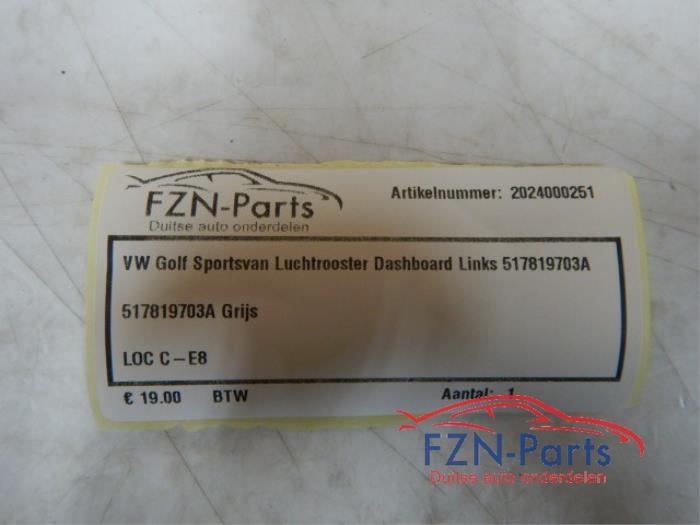 FZN-Parts
Duitse auto onderdelen
Artikelnummer: 2024000251
VW Golf Sportsvan Luchtrooster Dashboard Links 517819703A
517819703A Grijs
LOC C-E8
€ 19.00 BTW Aantal: 1
FZN-Parts
Duitse auto onderdelen